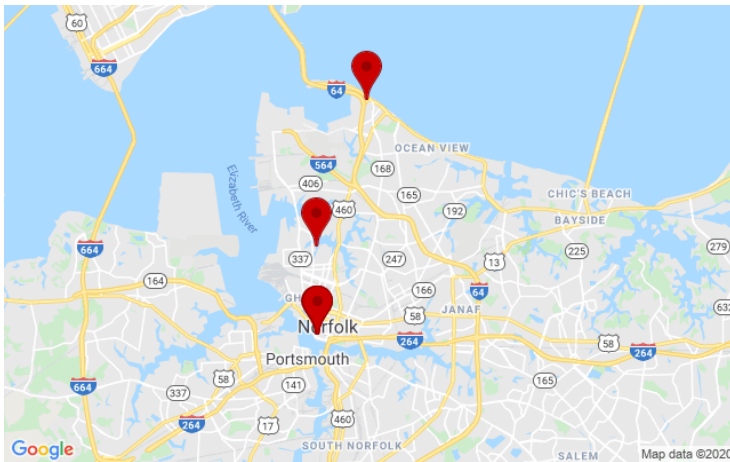 60
664
64
OCEAN VIEW
564
168
406
165
CHIC'S BEACH
Elizabeth River
460
192
BAYSIDE
664
337
247
13
225
279
164
166
64
GH
58
JANAF
632
Norfolk
264
58
264
Portsmouth
664
58
141
165
337
264
17
460
SOUTH NORFOLK
SALEM
Google
Map data ©2020